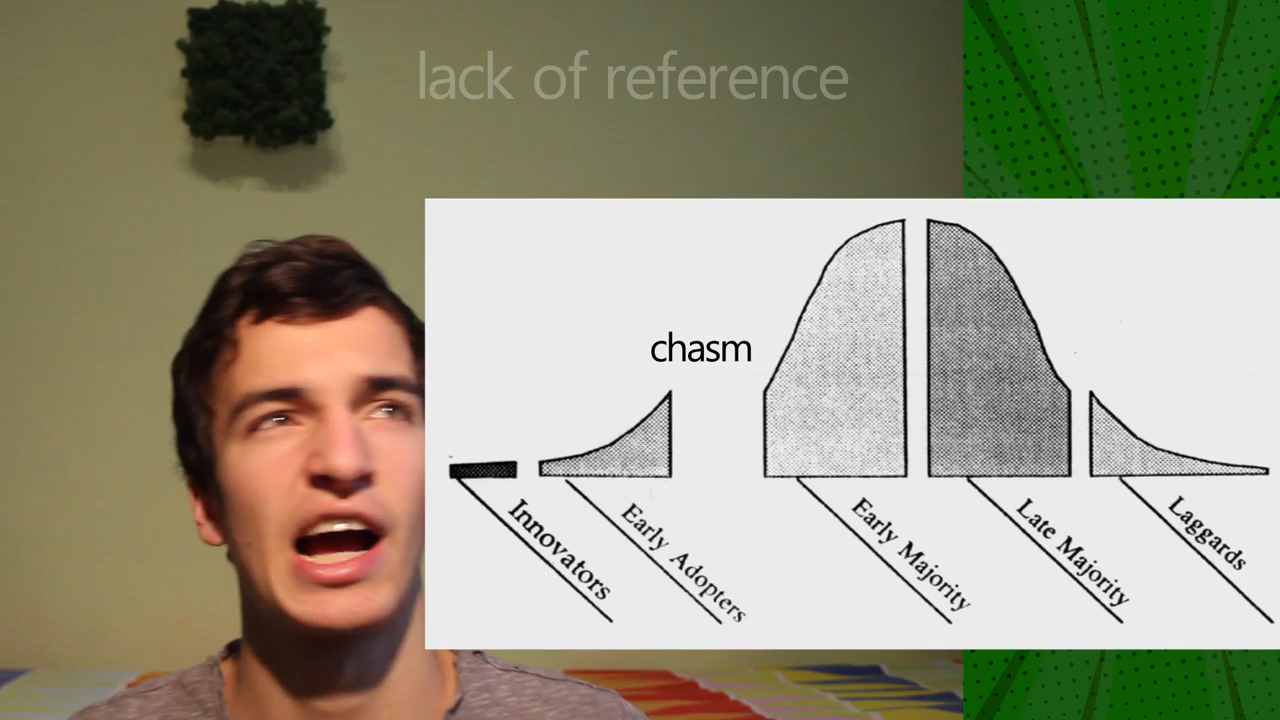 lack of reference
chasm
Innovators
Early Adopters
Early Majority
Late Majority
Laggards